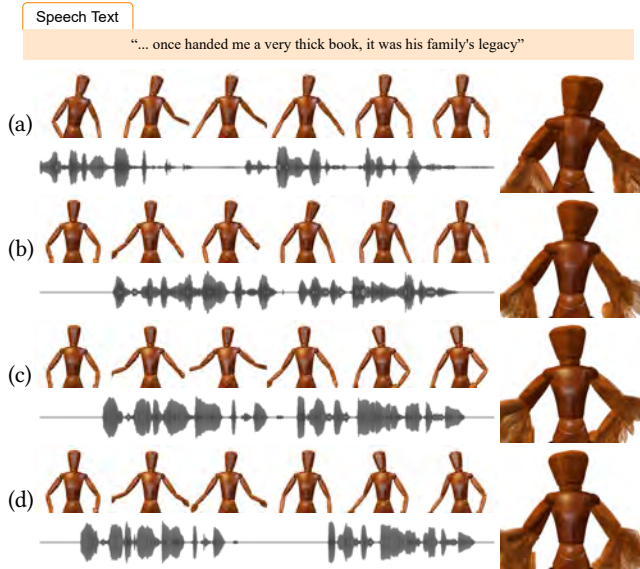 Speech Text
“... once handed me a very thick book, it was his family's legacy”
(a)
(b)
(c)
(d)